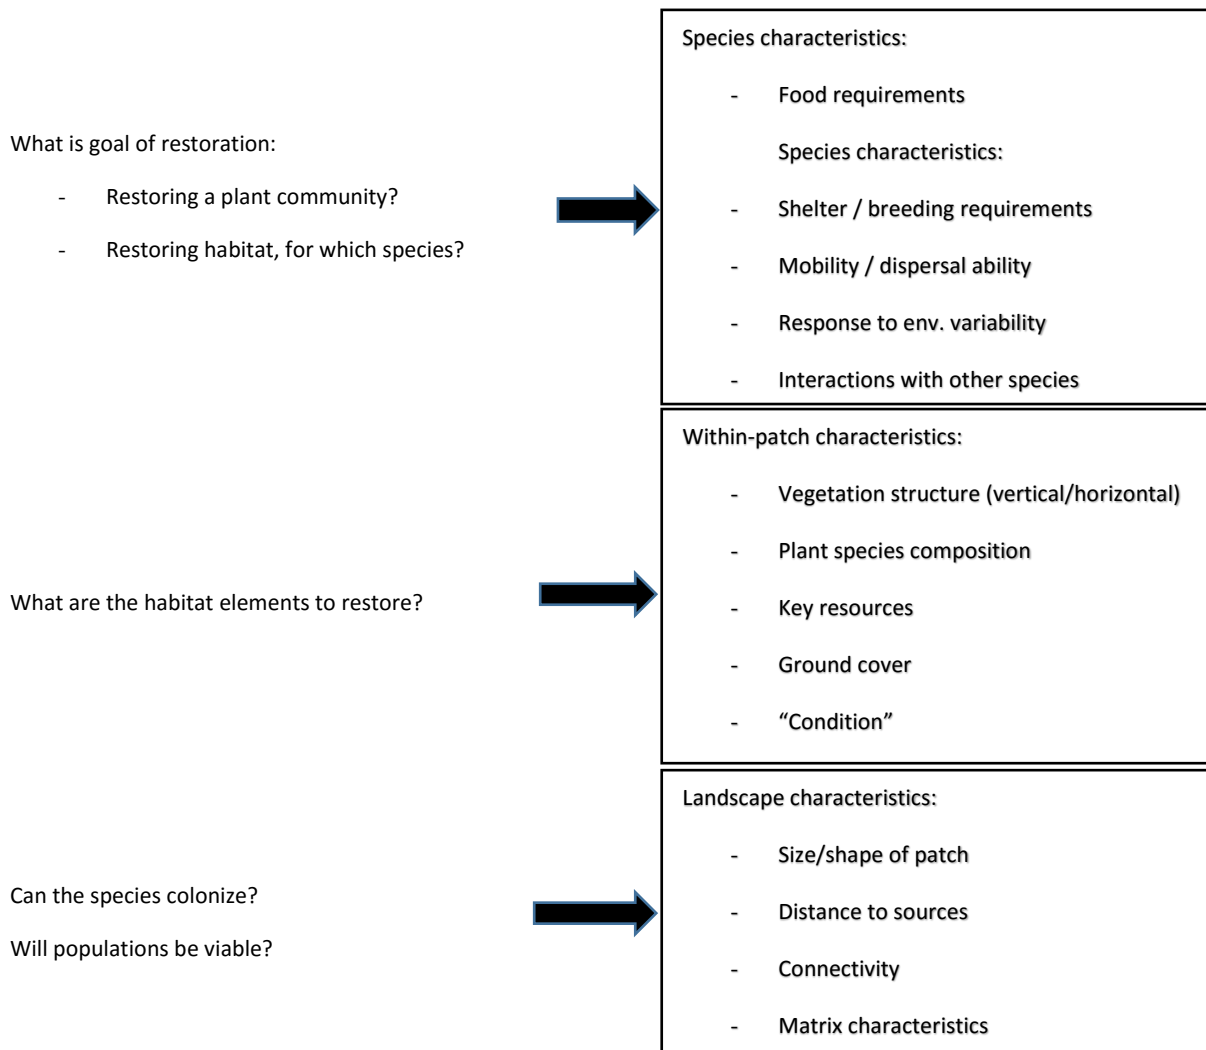 What is goal of restoration:
- Restoring a plant community?
- Restoring habitat, for which species?
Species characteristics:
- Food requirements
Species characteristics:
- Shelter / breeding requirements
- Mobility / dispersal ability
- Response to env. variability
- Interactions with other species
What are the habitat elements to restore?
Within-patch characteristics:
- Vegetation structure (vertical/horizontal)
- Plant species composition
- Key resources
- Ground cover
- “Condition”
Can the species colonize?
Will populations be viable?
Landscape characteristics:
- Size/shape of patch
- Distance to sources
- Connectivity
- Matrix characteristics